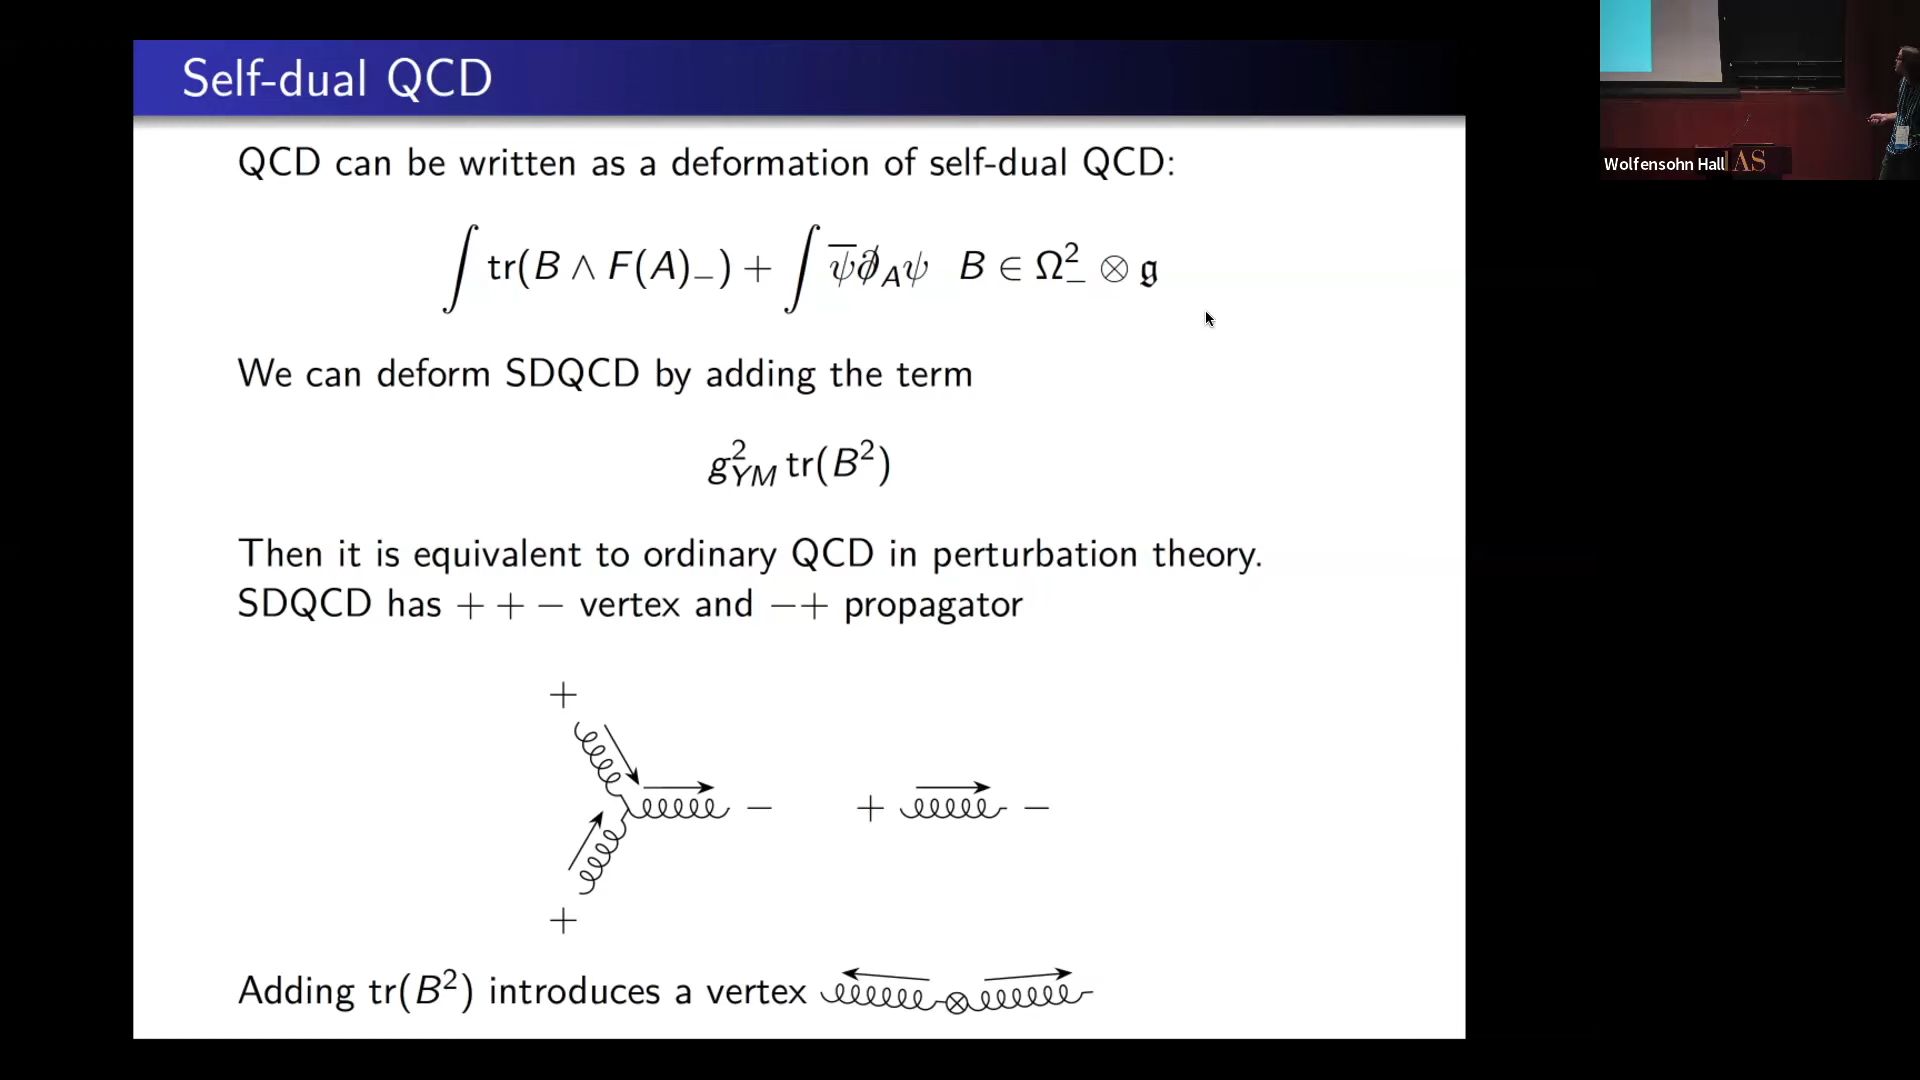 Self-dual QCD
QCD can be written as a deformation of self-dual QCD:
∫ tr(B ∧ F(A)₋) + ∫ ψ̅∂̸_Aψ B ∈ Ω²₋ ⊗ 𝔤
We can deform SDQCD by adding the term
g²_YM tr(B²)
Then it is equivalent to ordinary QCD in perturbation theory.
SDQCD has + + − vertex and −+ propagator
+
− + −
+
Adding tr(B²) introduces a vertex ⊗
Wolfensohn Hall
AS